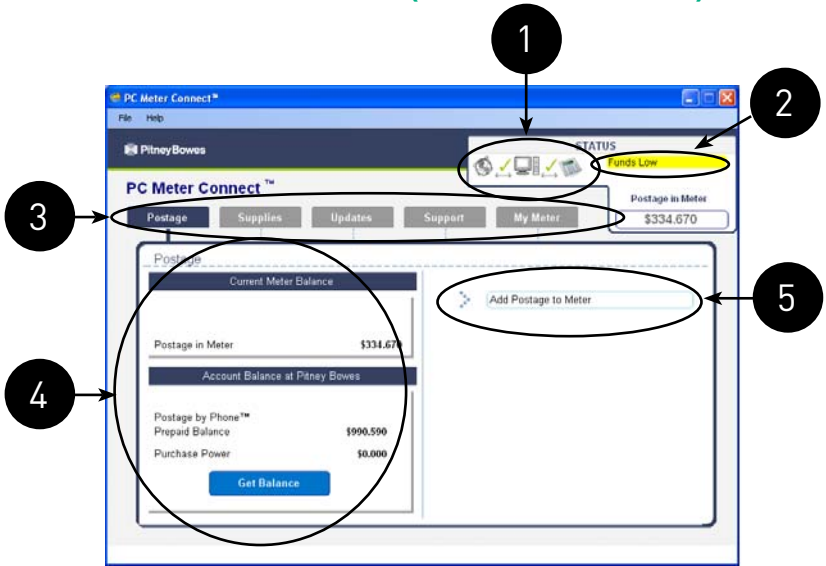 1
2
PC Meter Connect™
File Help
PitneyBowes
STATUS
Funds Low
PC Meter Connect ™
Postage in Meter
$334.670
3
Postage Supplies Updates Support My Meter
Postage
Current Meter Balance
Add Postage to Meter
5
Postage in Meter $334.670
4
Account Balance at Pitney Bowes
Postage by Phone™
Prepaid Balance $990.590
Purchase Power $0.000
Get Balance